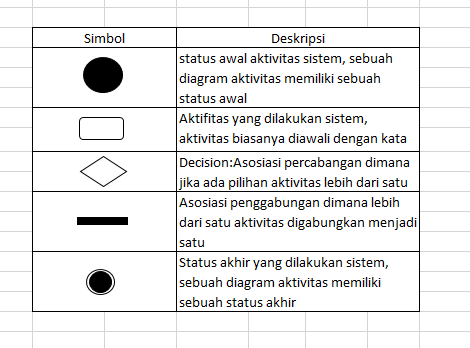 Simbol
Deskripsi
status awal aktivitas sistem, sebuah
diagram aktivitas memiliki sebuah
status awal
Aktifitas yang dilakukan sistem,
aktivitas biasanya diawali dengan kata
Decision:Asosiasi percabangan dimana
jika ada pilihan aktivitas lebih dari satu
Asosiasi penggabungan dimana lebih
dari satu aktivitas digabungkan menjadi
satu
Status akhir yang dilakukan sistem,
sebuah diagram aktivitas memiliki
sebuah status akhir